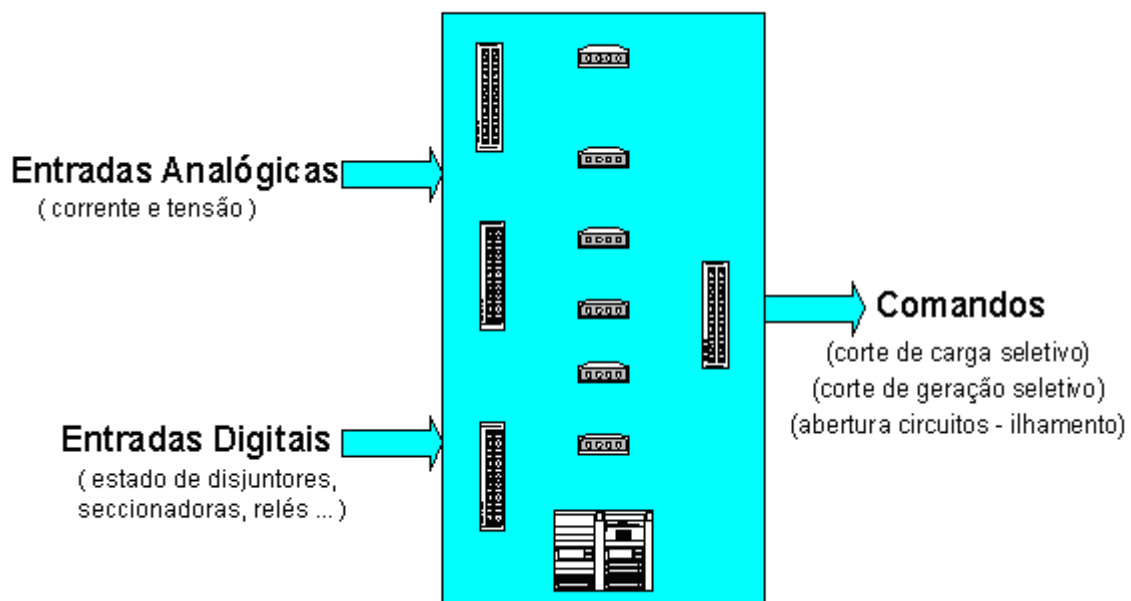 Entradas Analógicas
( corrente e tensão )
Entradas Digitais
( estado de disjuntores,
seccionadoras, relés ... )
Comandos
(corte de carga seletivo)
(corte de geração seletivo)
(abertura circuitos - ilhamento)